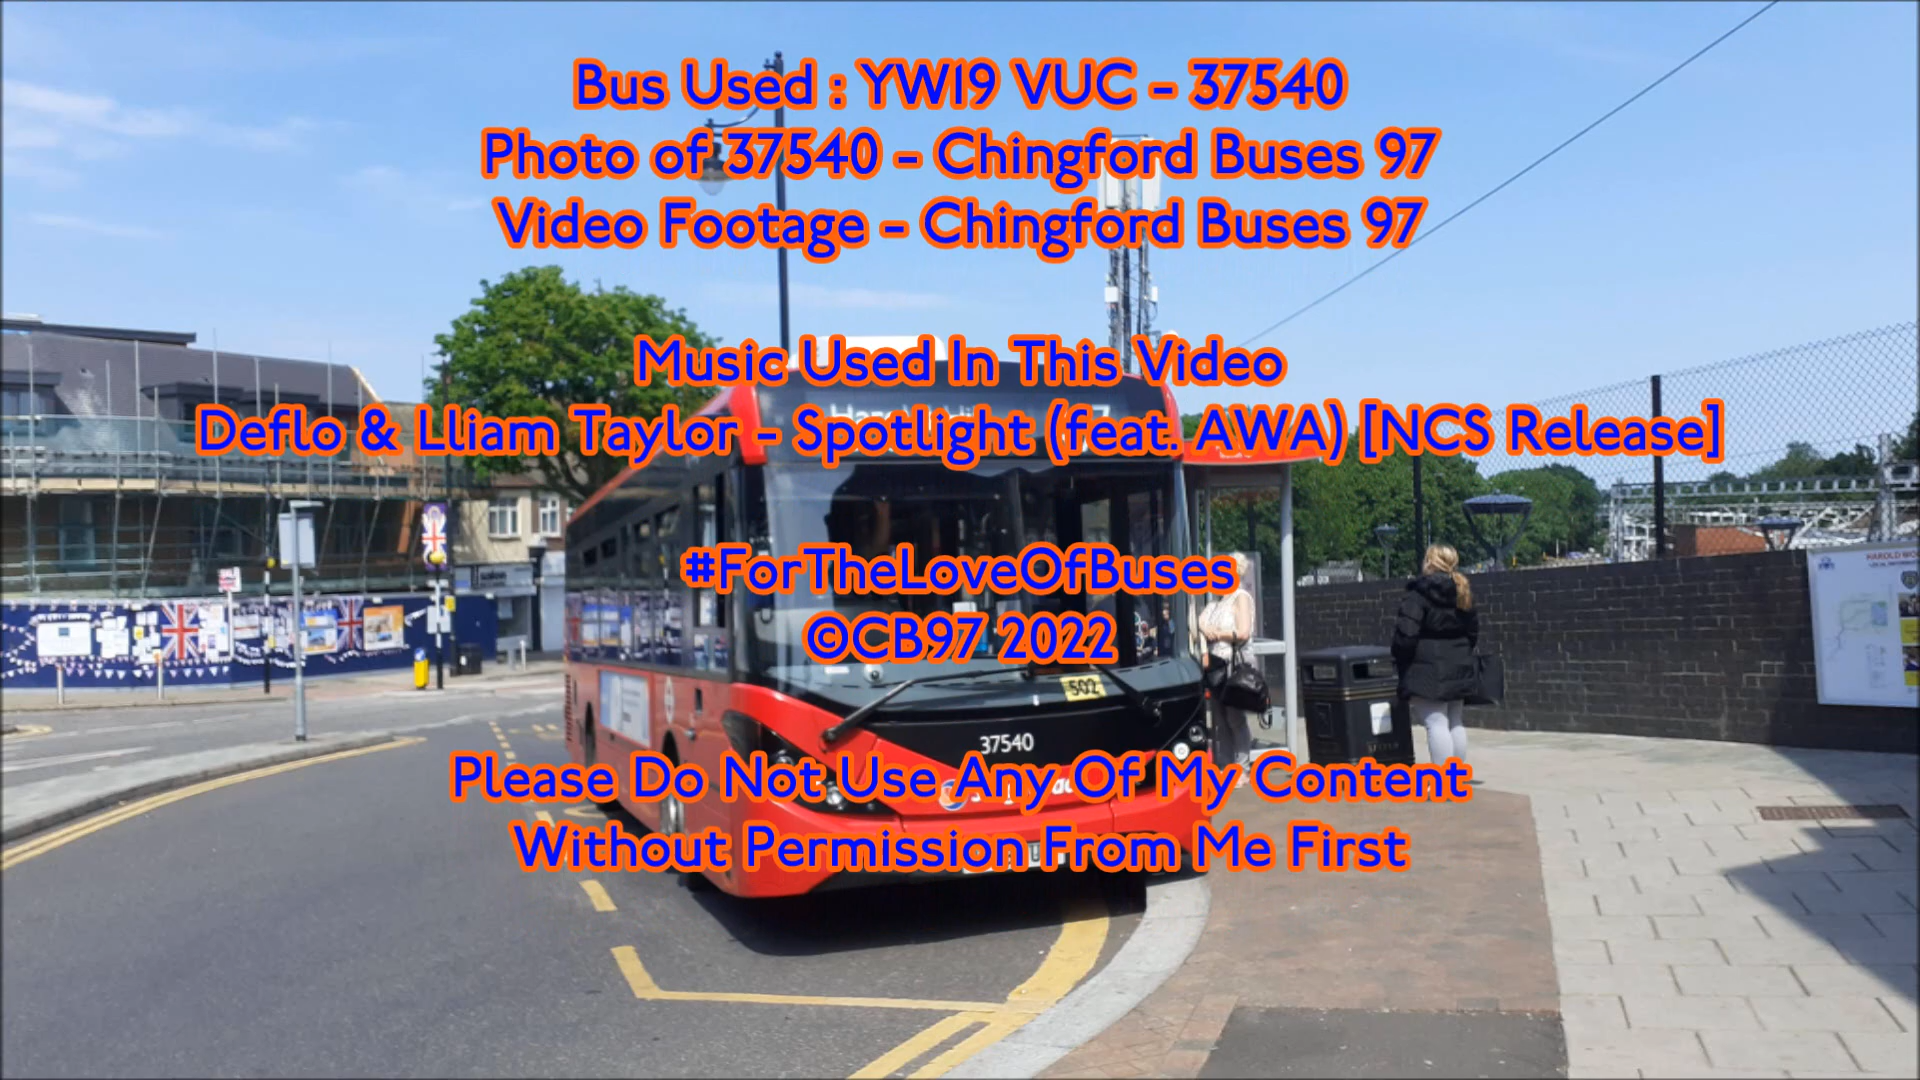 Bus Used : YW19 VUC - 37540
Photo of 37540 - Chingford Buses 97
Video Footage - Chingford Buses 97
Music Used In This Video
Deflo & Lliam Taylor - Spotlight (feat. AWA) [NCS Release]
#ForTheLoveOfBuses
©CB97 2022
502
37540
Please Do Not Use Any Of My Content
Without Permission From Me First
HAROLD WO